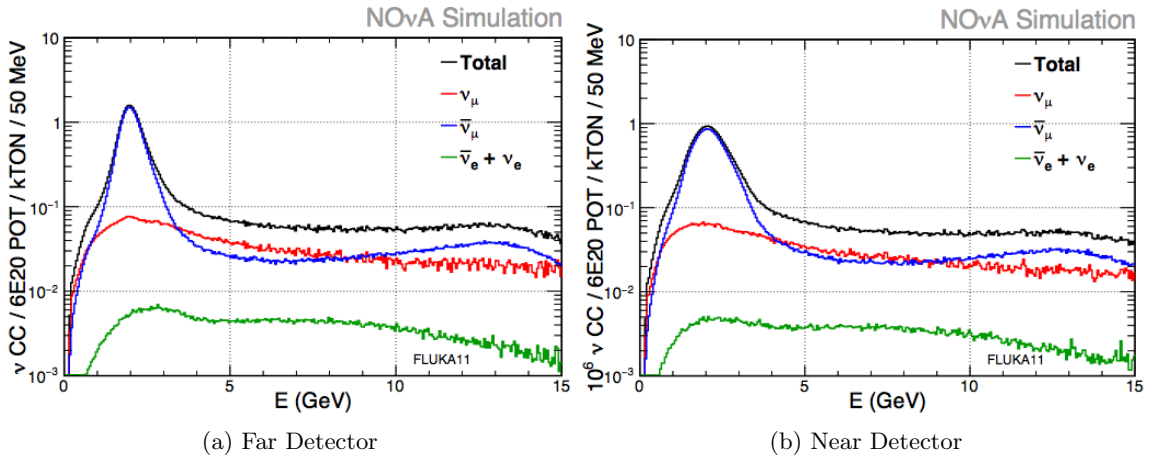 NOνA Simulation
ν CC / 6E20 POT / kTON / 50 MeV
10
1
10⁻¹
10⁻²
10⁻³
Total
ν_μ
ν̄_μ
ν̄_e + ν_e
FLUKA11
0 5 10 15
E (GeV)
(a) Far Detector
NOνA Simulation
10⁶ ν CC / 6E20 POT / kTON / 50 MeV
10
1
10⁻¹
10⁻²
10⁻³
Total
ν_μ
ν̄_μ
ν̄_e + ν_e
FLUKA11
0 5 10 15
E (GeV)
(b) Near Detector